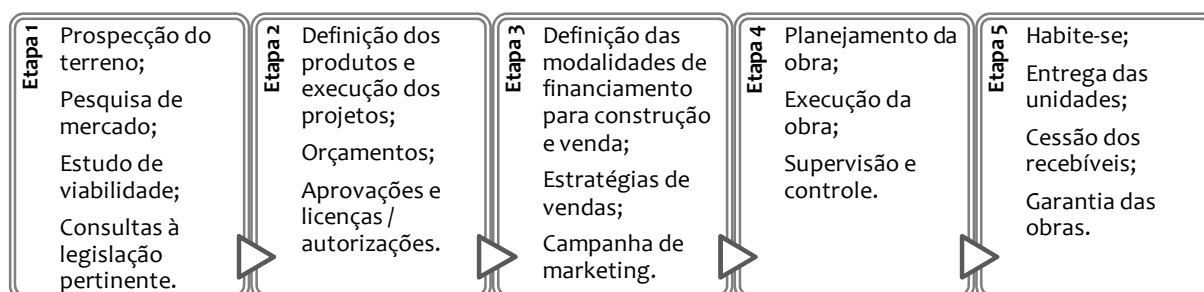 Etapa 1
Prospecção do
terreno;
Pesquisa de
mercado;
Estudo de
viabilidade;
Consultas à
legislação
pertinente.
Etapa 2
Definição dos
produtos e
execução dos
projetos;
Orçamentos;
Aprovações e
licenças /
autorizações.
Etapa 3
Definição das
modalidades de
financiamento
para construção
e venda;
Estratégias de
vendas;
Campanha de
marketing.
Etapa 4
Planejamento da
obra;
Execução da
obra;
Supervisão e
controle.
Etapa 5
Habite-se;
Entrega das
unidades;
Cessão dos
recebíveis;
Garantia das
obras.